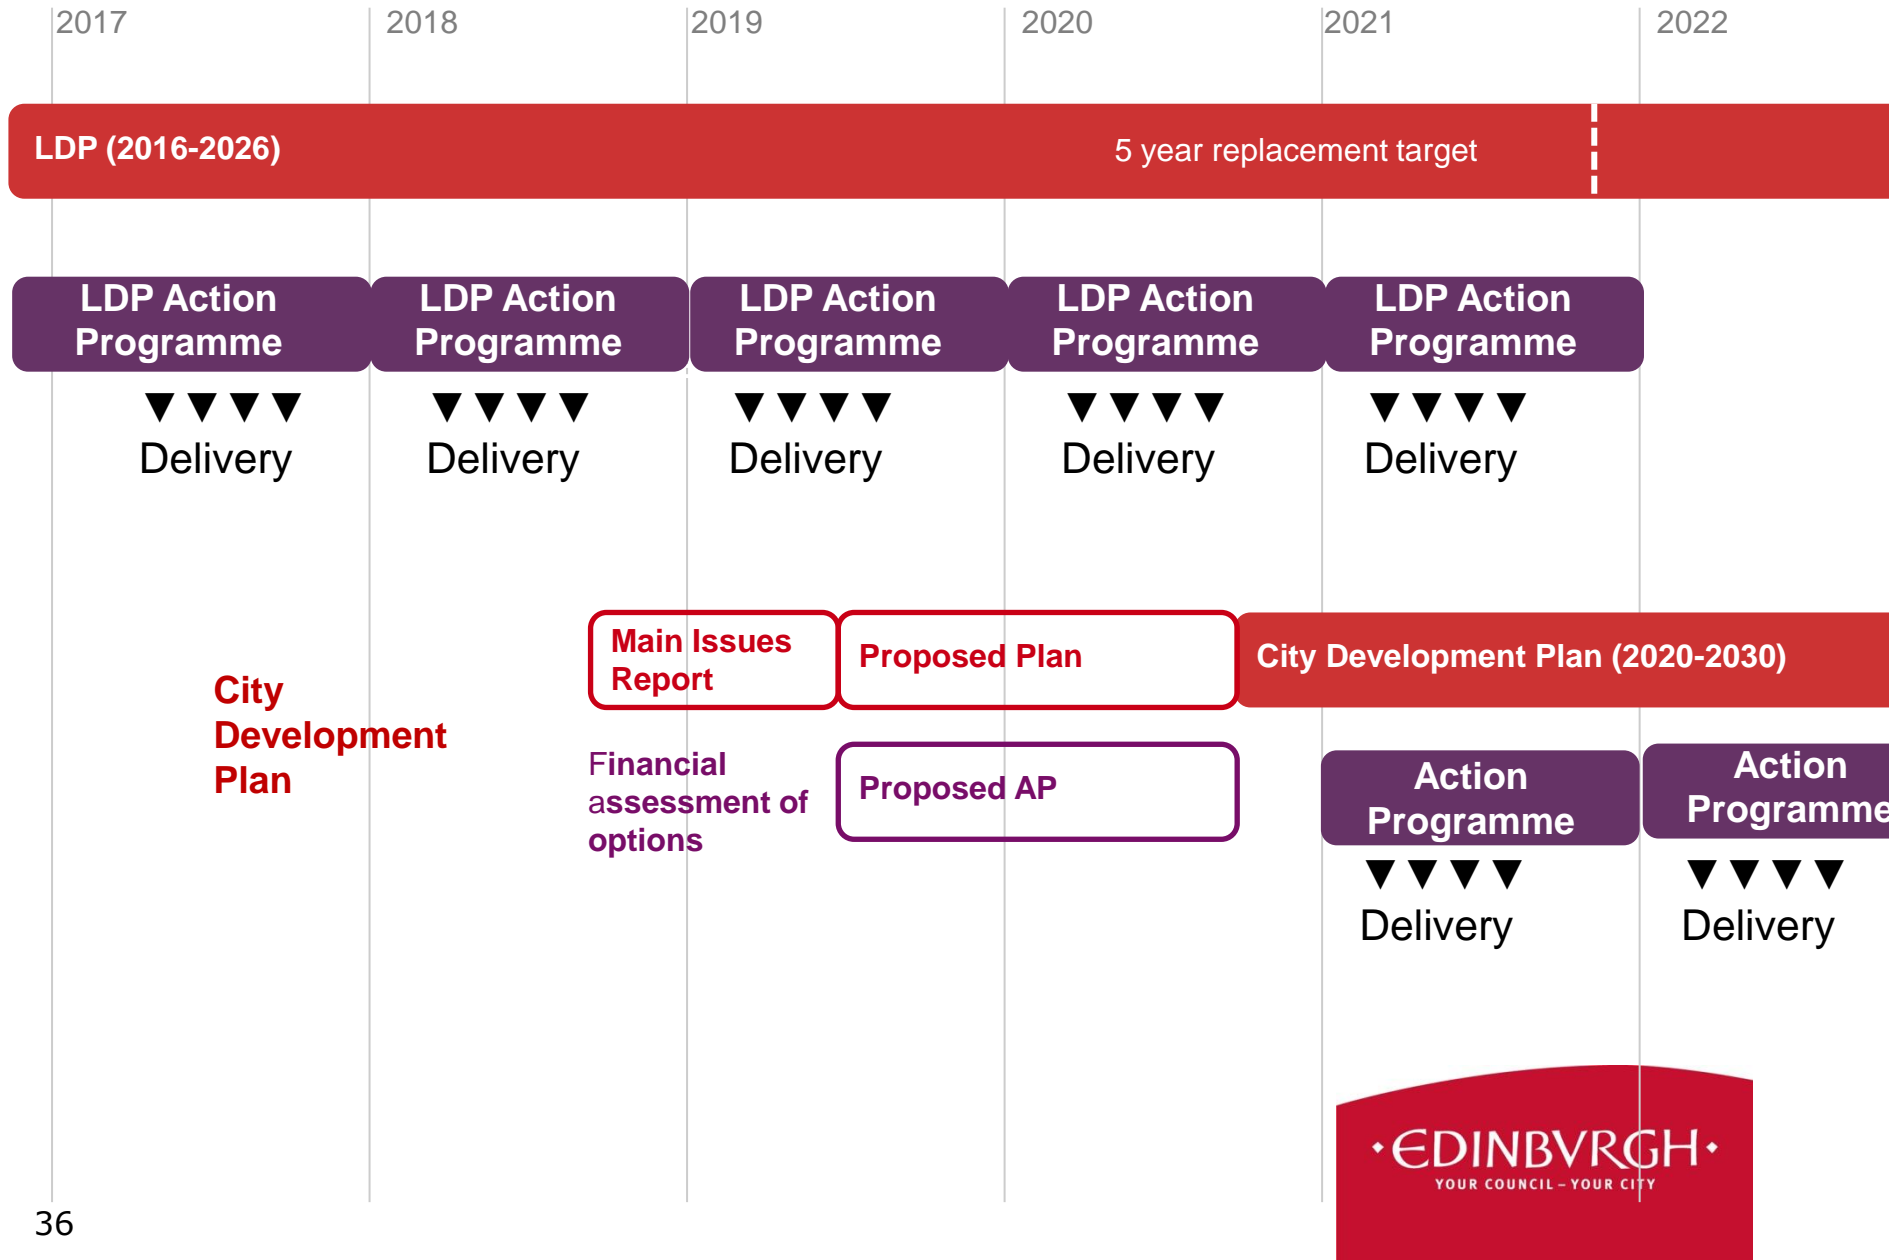 2017 2018 2019 2020 2021 2022
LDP (2016-2026) 5 year replacement target
LDP Action
Programme
LDP Action
Programme
LDP Action
Programme
LDP Action
Programme
LDP Action
Programme
▼▼▼▼
Delivery
▼▼▼▼
Delivery
▼▼▼▼
Delivery
▼▼▼▼
Delivery
▼▼▼▼
Delivery
City
Development
Plan
Main Issues
Report
Proposed Plan
City Development Plan (2020-2030)
Financial
assessment of
options
Proposed AP
Action
Programme
Action
Programme
▼▼▼▼
Delivery
▼▼▼▼
Delivery
EDINBVRGH
YOUR COUNCIL – YOUR CITY
36